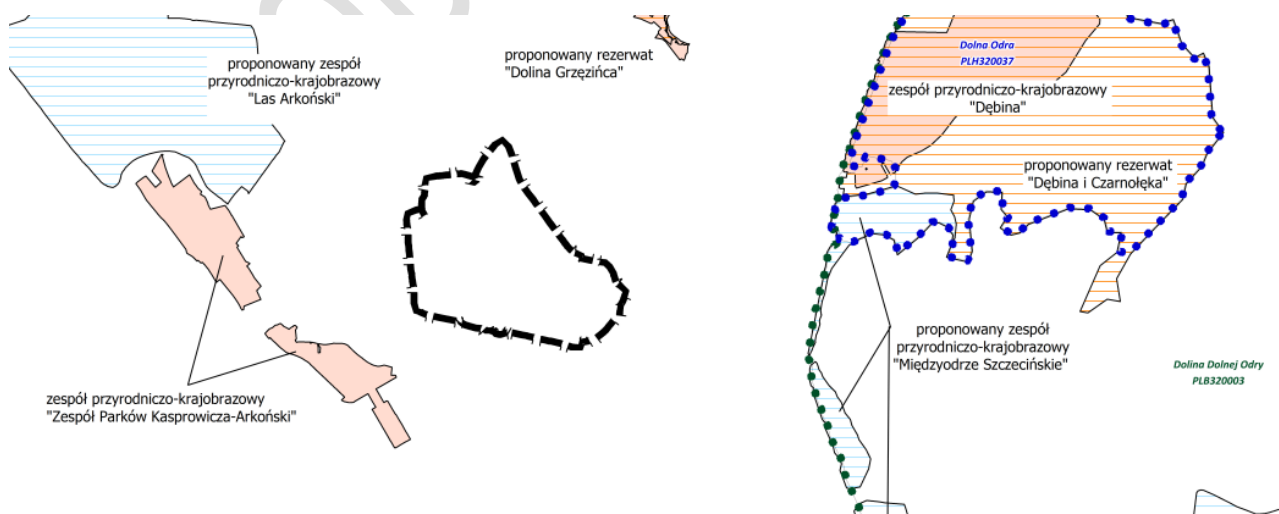 proponowany zespół
przyrodniczo-krajobrazowy
"Las Arkoński"
proponowany rezerwat
"Dolina Grzęzińca"
zespół przyrodniczo-krajobrazowy
"Zespół Parków Kasprowicza-Arkoński"
Dolna Odra
PLH320037
zespół przyrodniczo-krajobrazowy
"Dębina"
proponowany rezerwat
"Dębina i Czarnołęka"
proponowany zespół
przyrodniczo-krajobrazowy
"Międzyodrze Szczecińskie"
Dolina Dolnej Odry
PLB320003